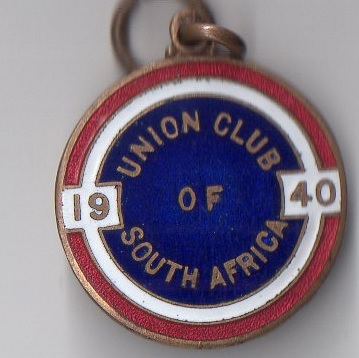 UNION CLUB
19 OF 40
SOUTH AFRICA